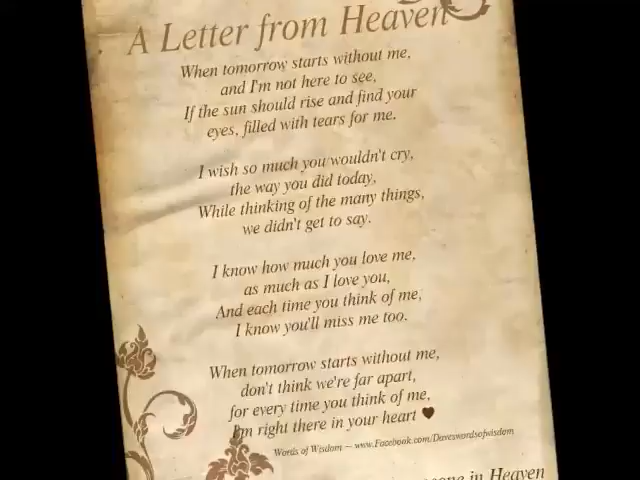 A Letter from Heaven
When tomorrow starts without me,
and I'm not here to see,
If the sun should rise and find your
eyes, filled with tears for me.
I wish so much you wouldn't cry,
the way you did today,
While thinking of the many things,
we didn't get to say.
I know how much you love me,
as much as I love you,
And each time you think of me,
I know you'll miss me too.
When tomorrow starts without me,
don't think we're far apart,
for every time you think of me,
I'm right there in your heart ♥
Words of Wisdom ~ www.Facebook.com/Daveswordsofwisdom
in Heaven